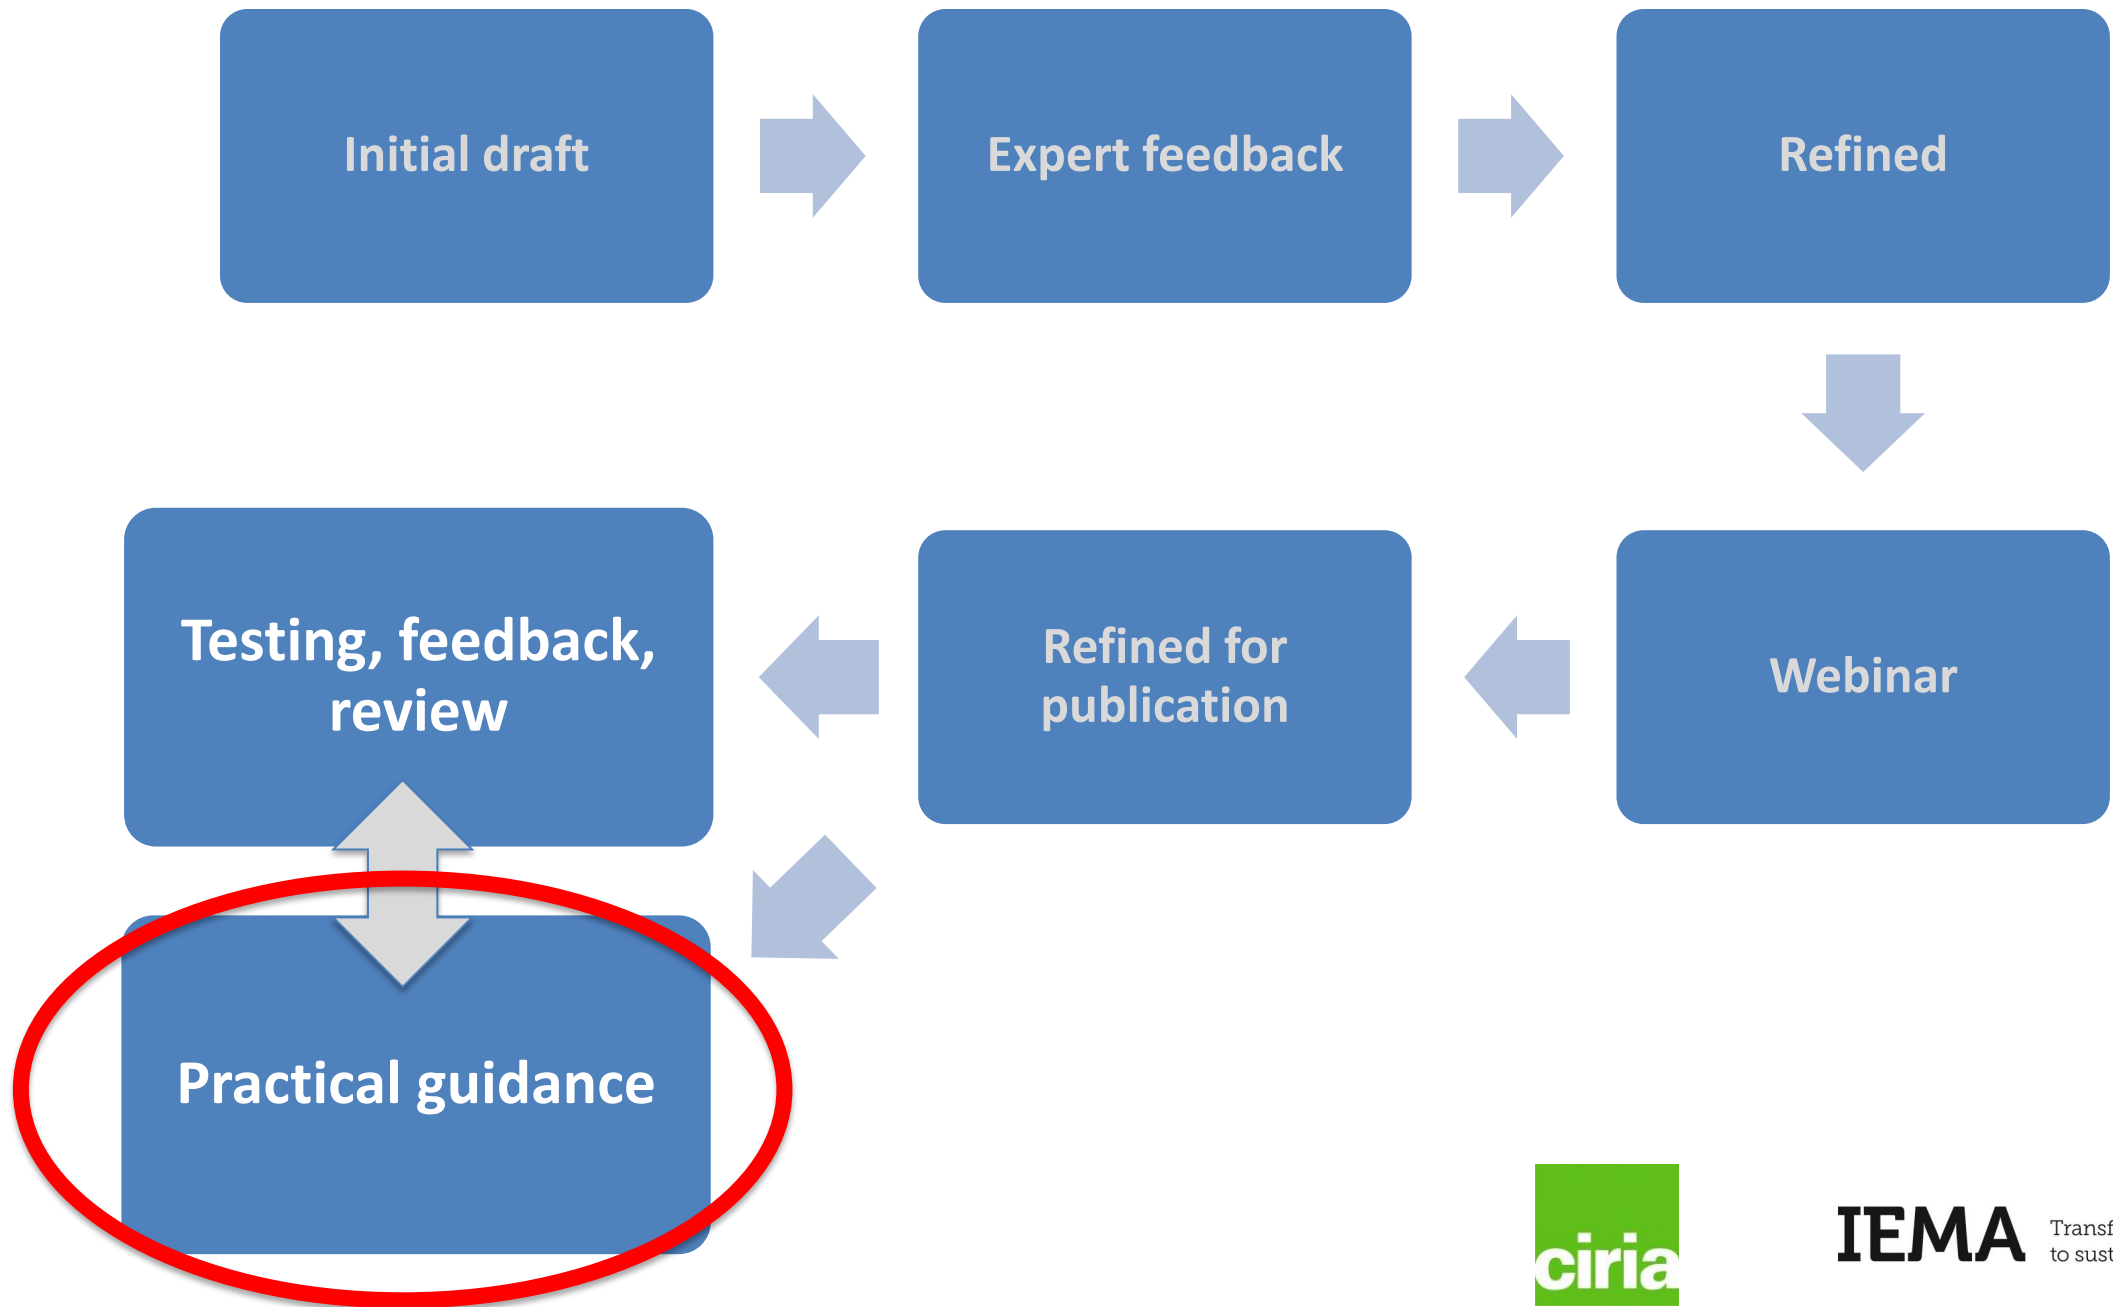 Initial draft
Expert feedback
Refined
Testing, feedback,
review
Refined for
publication
Webinar
Practical guidance
ciria
IEMA